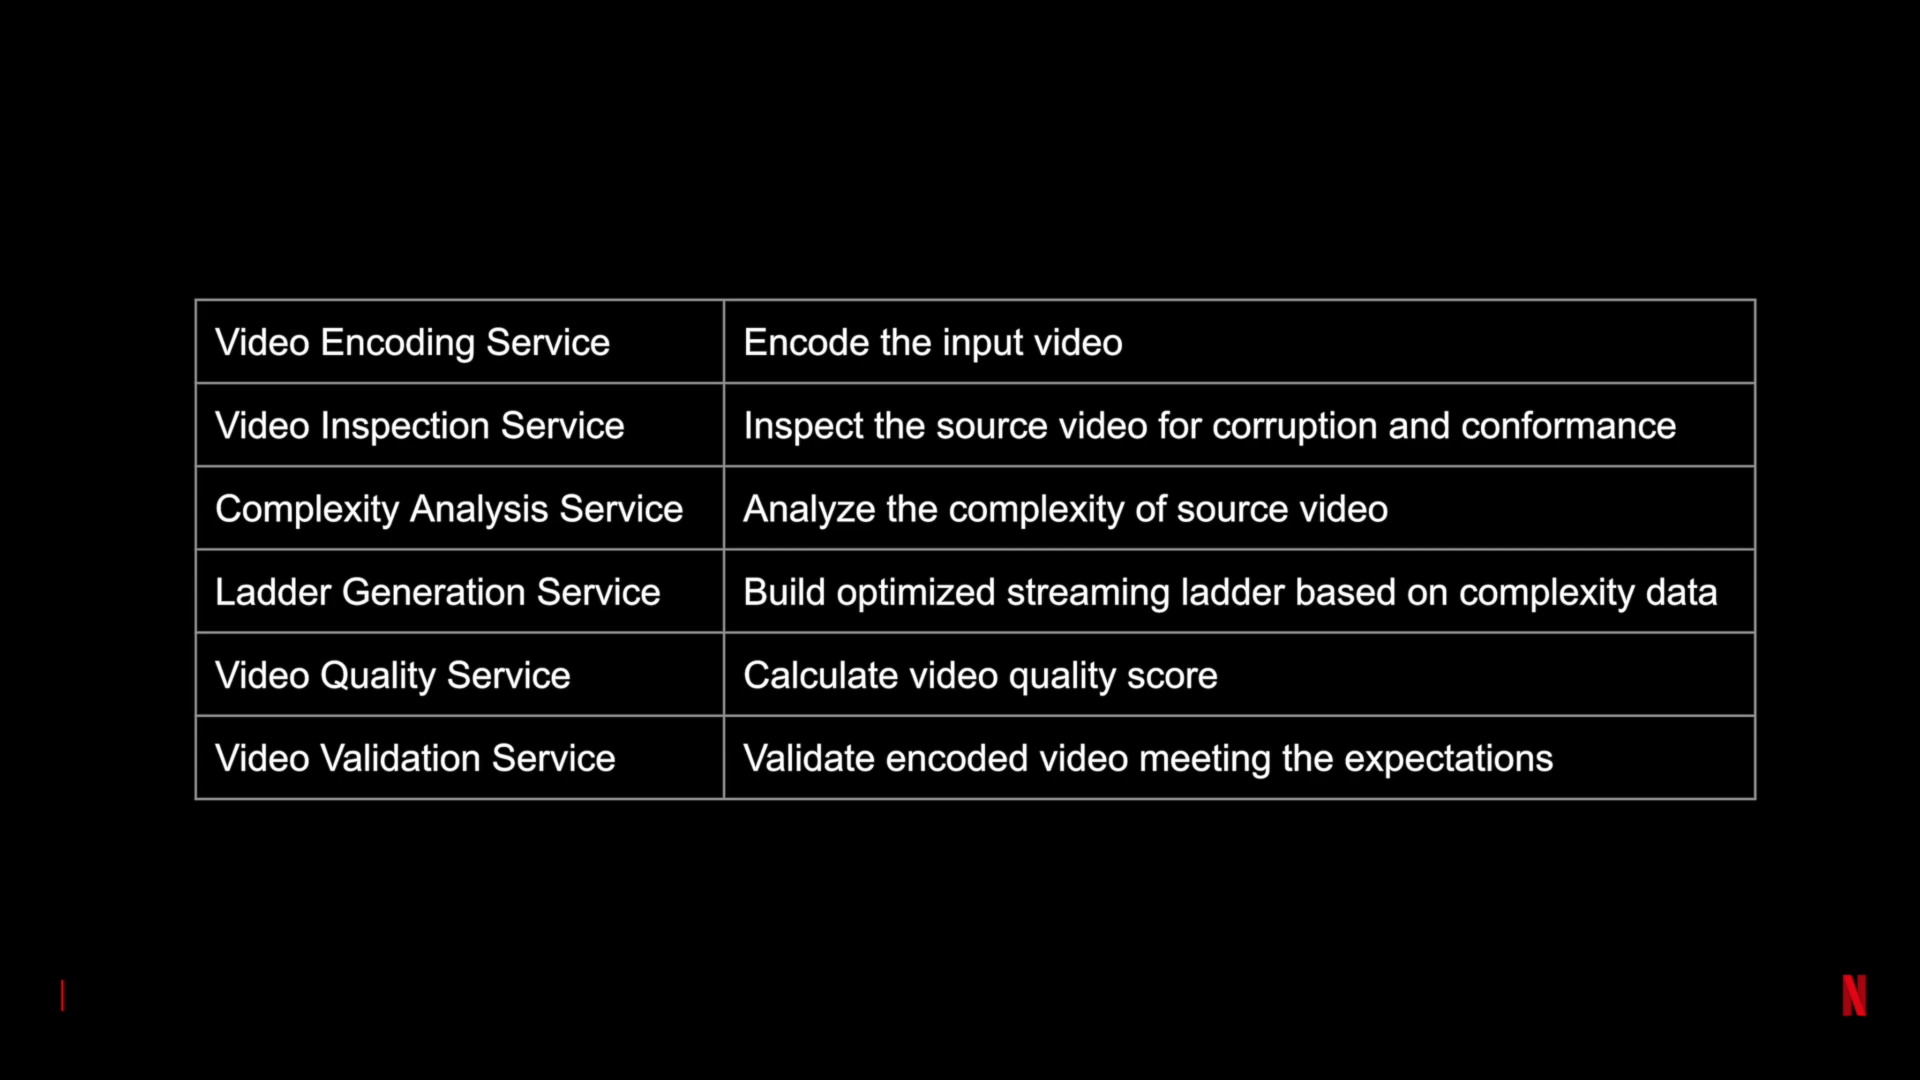 Video Encoding Service
Encode the input video
Video Inspection Service
Inspect the source video for corruption and conformance
Complexity Analysis Service
Analyze the complexity of source video
Ladder Generation Service
Build optimized streaming ladder based on complexity data
Video Quality Service
Calculate video quality score
Video Validation Service
Validate encoded video meeting the expectations
N